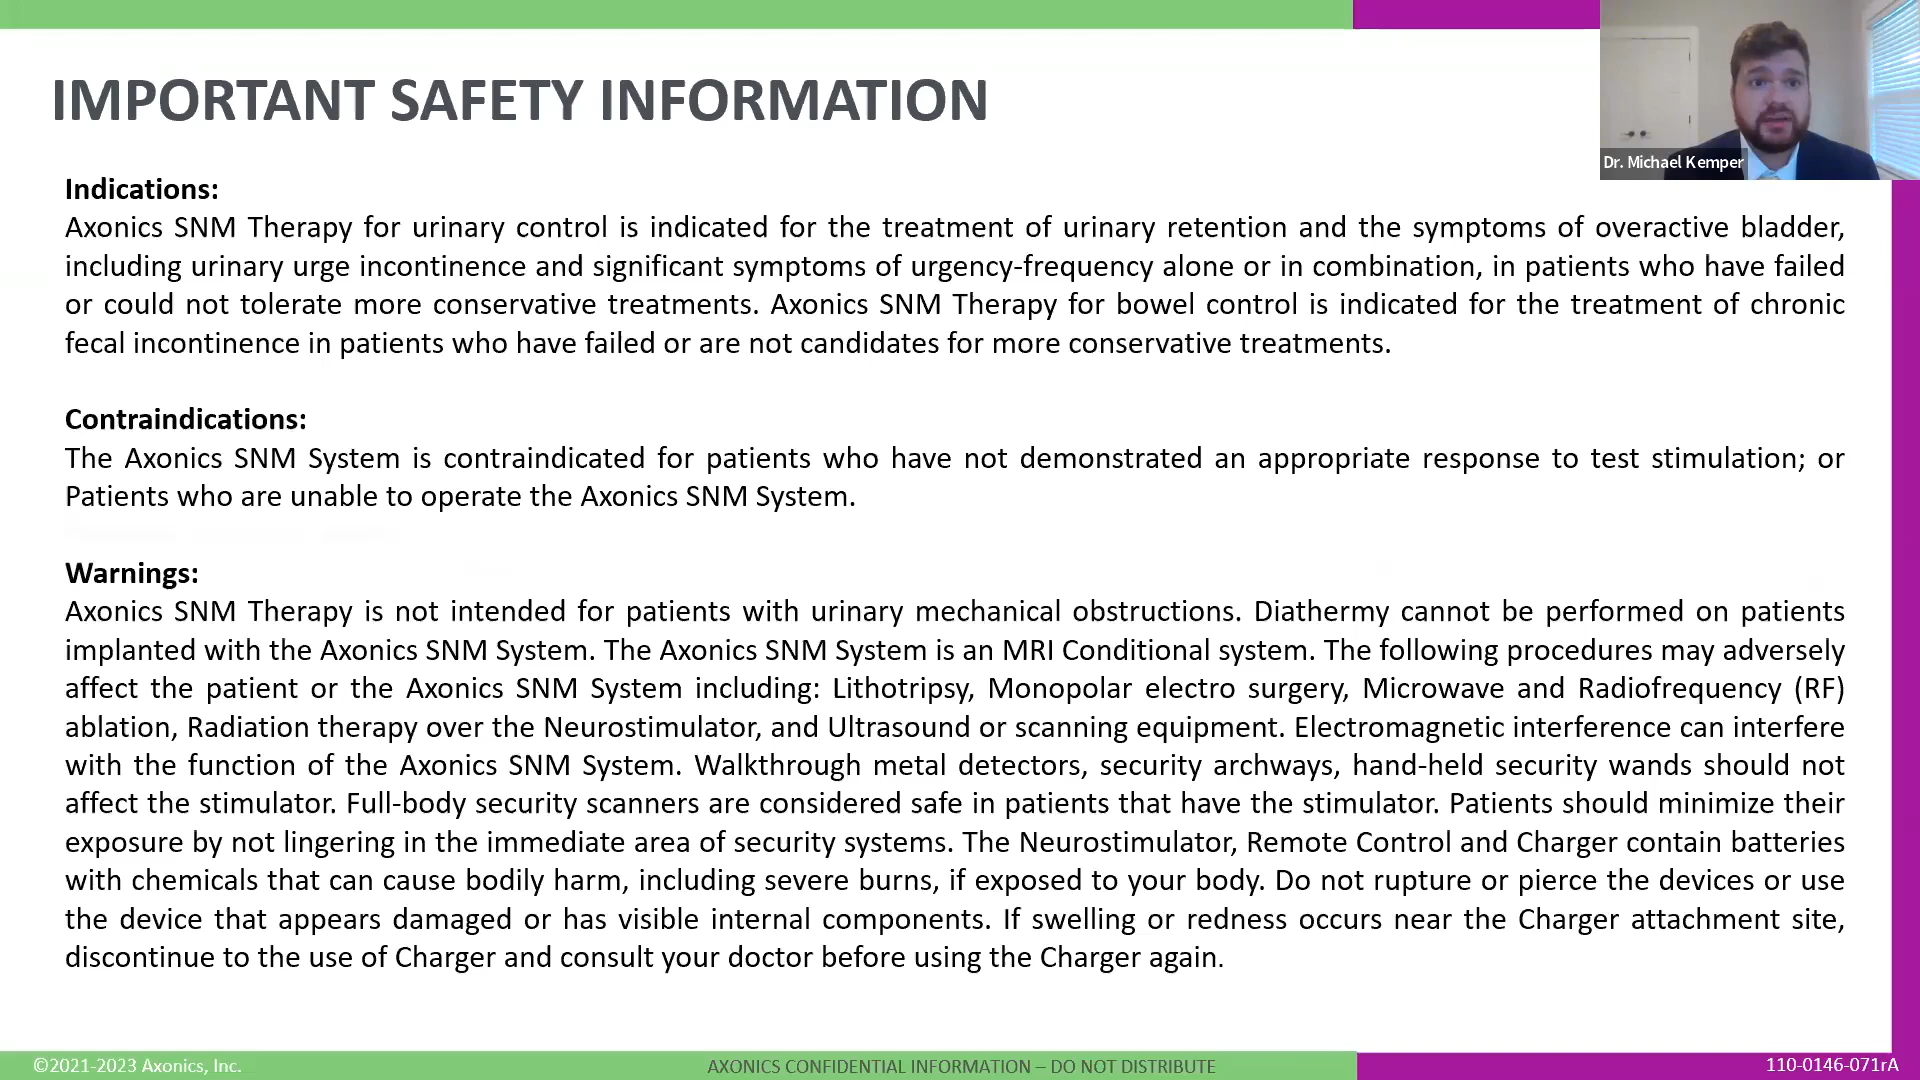 IMPORTANT SAFETY INFORMATION
Dr. Michael Kemper
Indications:
Axonics SNM Therapy for urinary control is indicated for the treatment of urinary retention and the symptoms of overactive bladder,
including urinary urge incontinence and significant symptoms of urgency-frequency alone or in combination, in patients who have failed
or could not tolerate more conservative treatments. Axonics SNM Therapy for bowel control is indicated for the treatment of chronic
fecal incontinence in patients who have failed or are not candidates for more conservative treatments.
Contraindications:
The Axonics SNM System is contraindicated for patients who have not demonstrated an appropriate response to test stimulation; or
Patients who are unable to operate the Axonics SNM System.
Warnings:
Axonics SNM Therapy is not intended for patients with urinary mechanical obstructions. Diathermy cannot be performed on patients
implanted with the Axonics SNM System. The Axonics SNM System is an MRI Conditional system. The following procedures may adversely
affect the patient or the Axonics SNM System including: Lithotripsy, Monopolar electro surgery, Microwave and Radiofrequency (RF)
ablation, Radiation therapy over the Neurostimulator, and Ultrasound or scanning equipment. Electromagnetic interference can interfere
with the function of the Axonics SNM System. Walkthrough metal detectors, security archways, hand-held security wands should not
affect the stimulator. Full-body security scanners are considered safe in patients that have the stimulator. Patients should minimize their
exposure by not lingering in the immediate area of security systems. The Neurostimulator, Remote Control and Charger contain batteries
with chemicals that can cause bodily harm, including severe burns, if exposed to your body. Do not rupture or pierce the devices or use
the device that appears damaged or has visible internal components. If swelling or redness occurs near the Charger attachment site,
discontinue to the use of Charger and consult your doctor before using the Charger again.
©2021-2023 Axonics, Inc.
AXONICS CONFIDENTIAL INFORMATION – DO NOT DISTRIBUTE
110-0146-071rA